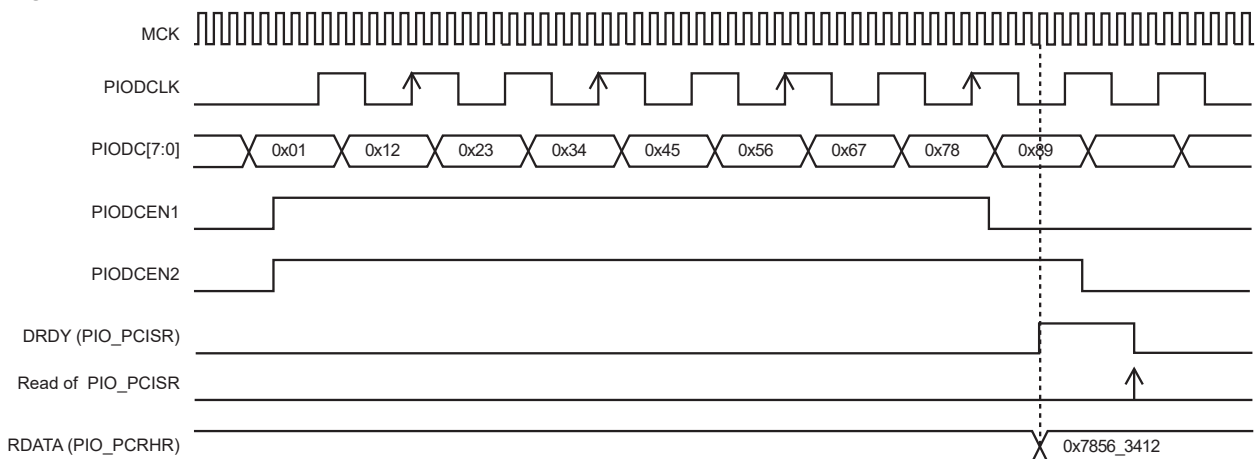 MCK
PIODCLK
PIODC[7:0] 0x01 0x12 0x23 0x34 0x45 0x56 0x67 0x78 0x89
PIODCEN1
PIODCEN2
DRDY (PIO_PCISR)
Read of PIO_PCISR
RDATA (PIO_PCRHR) 0x7856_3412